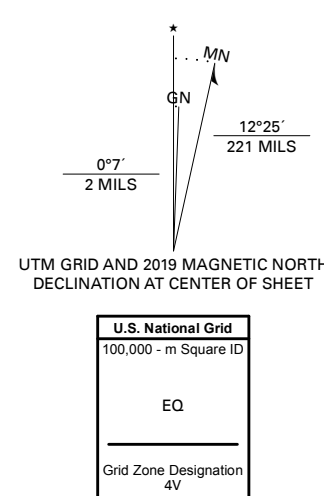 ★
MN
GN
12°25´
221 MILS
0°7´
2 MILS
UTM GRID AND 2019 MAGNETIC NORTH
DECLINATION AT CENTER OF SHEET
U.S. National Grid
100,000 - m Square ID
EQ
Grid Zone Designation
4V